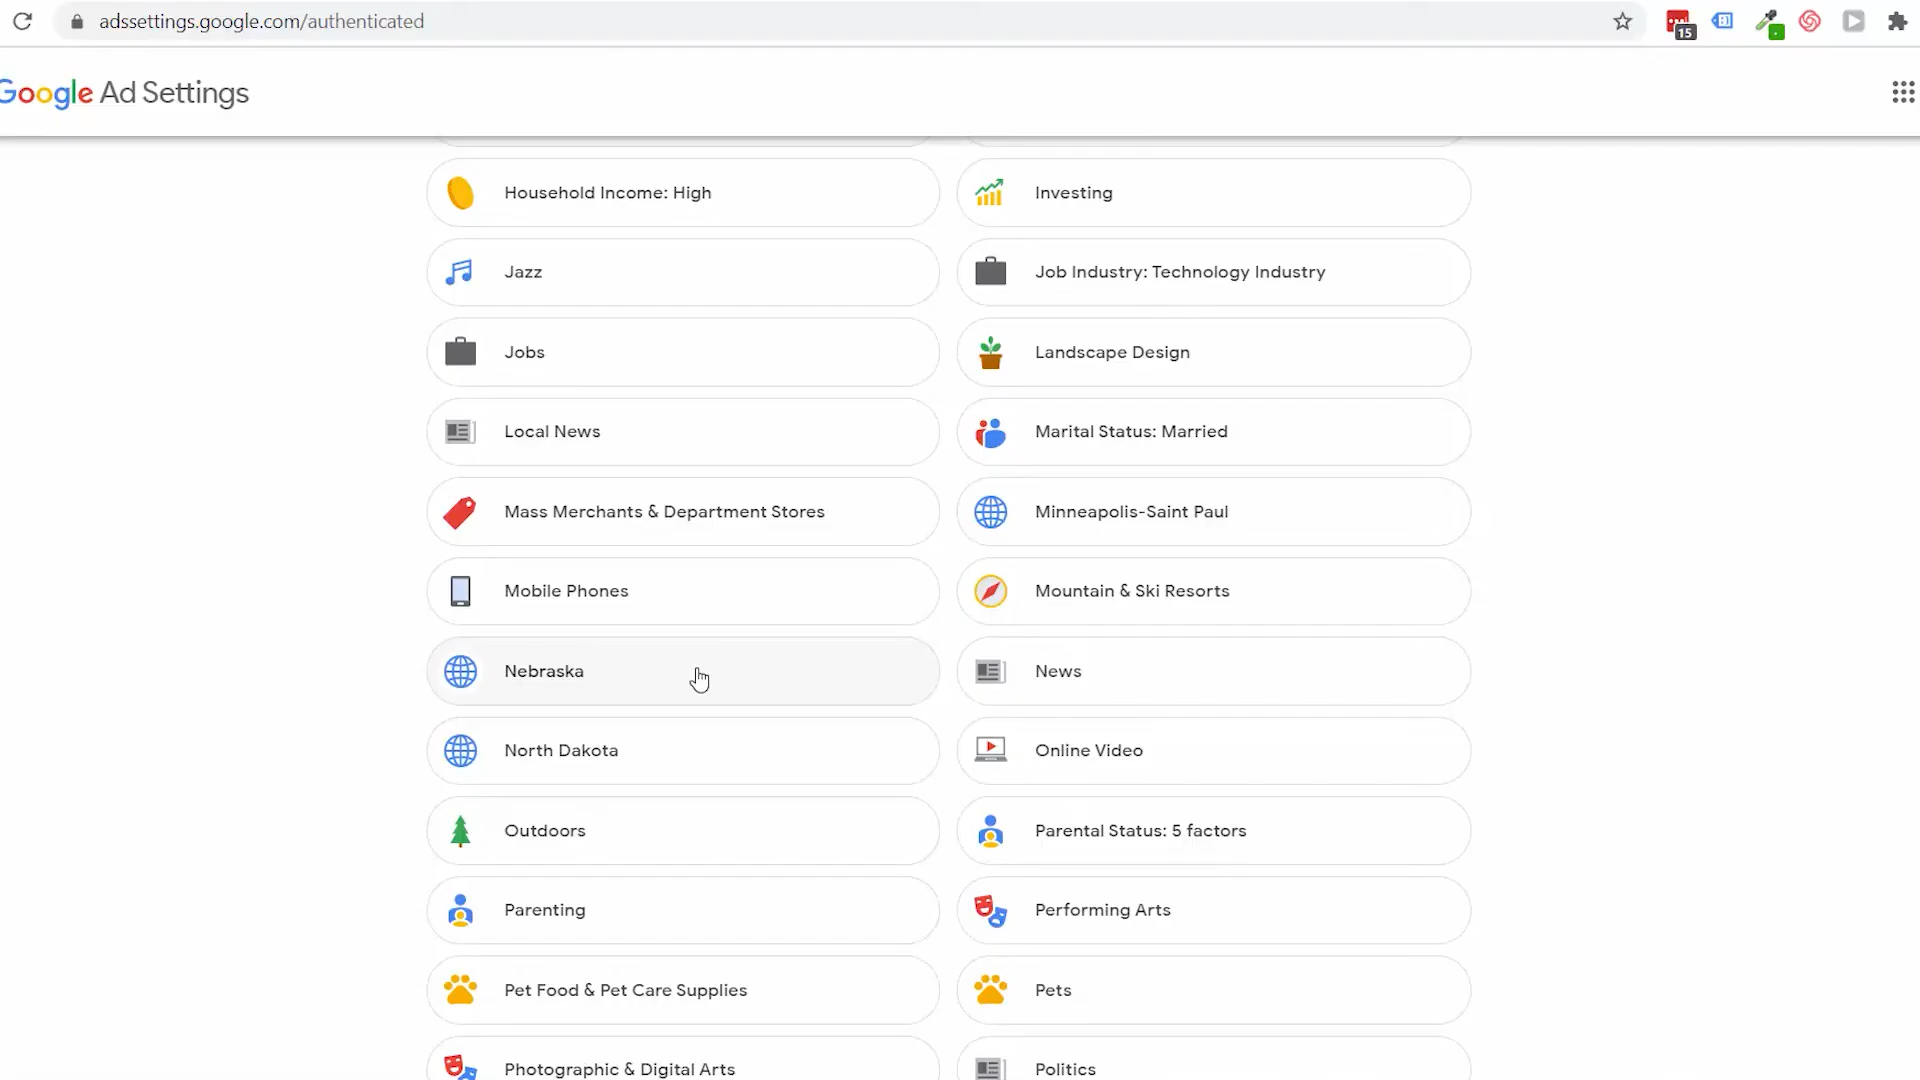 adssettings.google.com/authenticated
15
Google Ad Settings
Household Income: High
Investing
Jazz
Job Industry: Technology Industry
Jobs
Landscape Design
Local News
Marital Status: Married
Mass Merchants & Department Stores
Minneapolis-Saint Paul
Mobile Phones
Mountain & Ski Resorts
Nebraska
News
North Dakota
Online Video
Outdoors
Parental Status: 5 factors
Parenting
Performing Arts
Pet Food & Pet Care Supplies
Pets
Photographic & Digital Arts
Politics